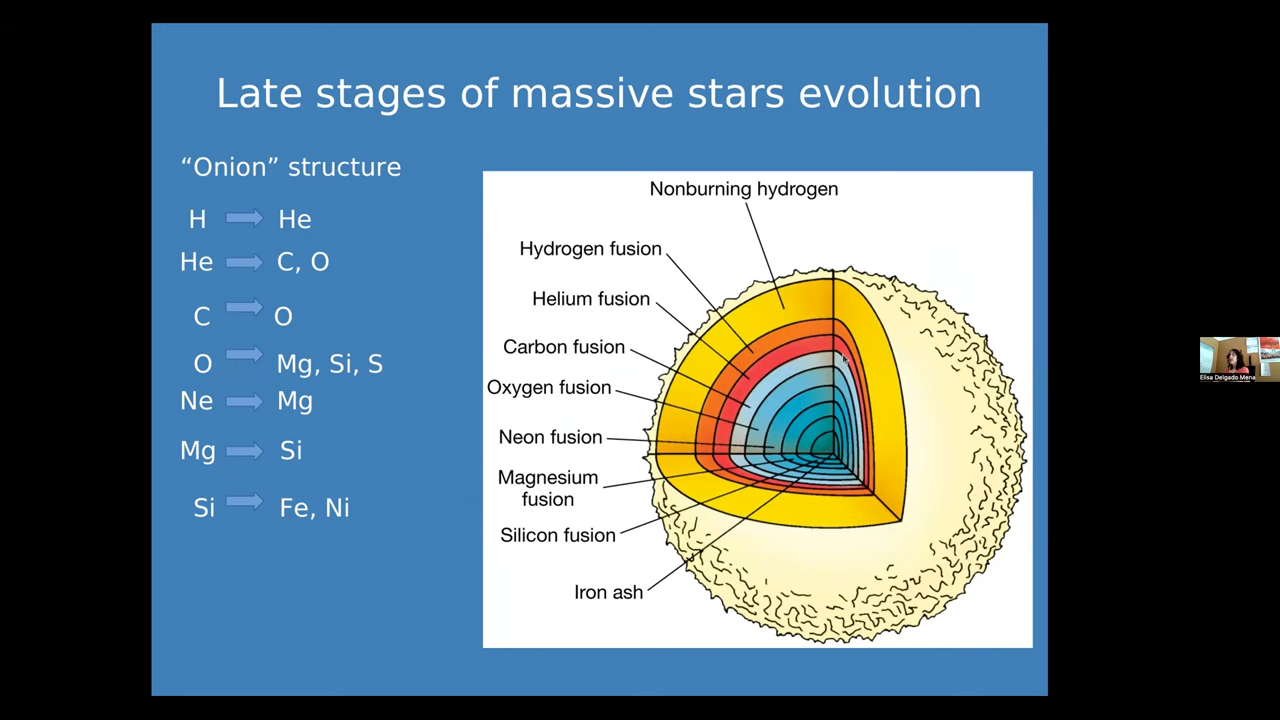 Late stages of massive stars evolution
“Onion” structure
H He
He C, O
C O
O Mg, Si, S
Ne Mg
Mg Si
Si Fe, Ni
Nonburning hydrogen
Hydrogen fusion
Helium fusion
Carbon fusion
Oxygen fusion
Neon fusion
Magnesium
fusion
Silicon fusion
Iron ash
Elisa Delgado Mena